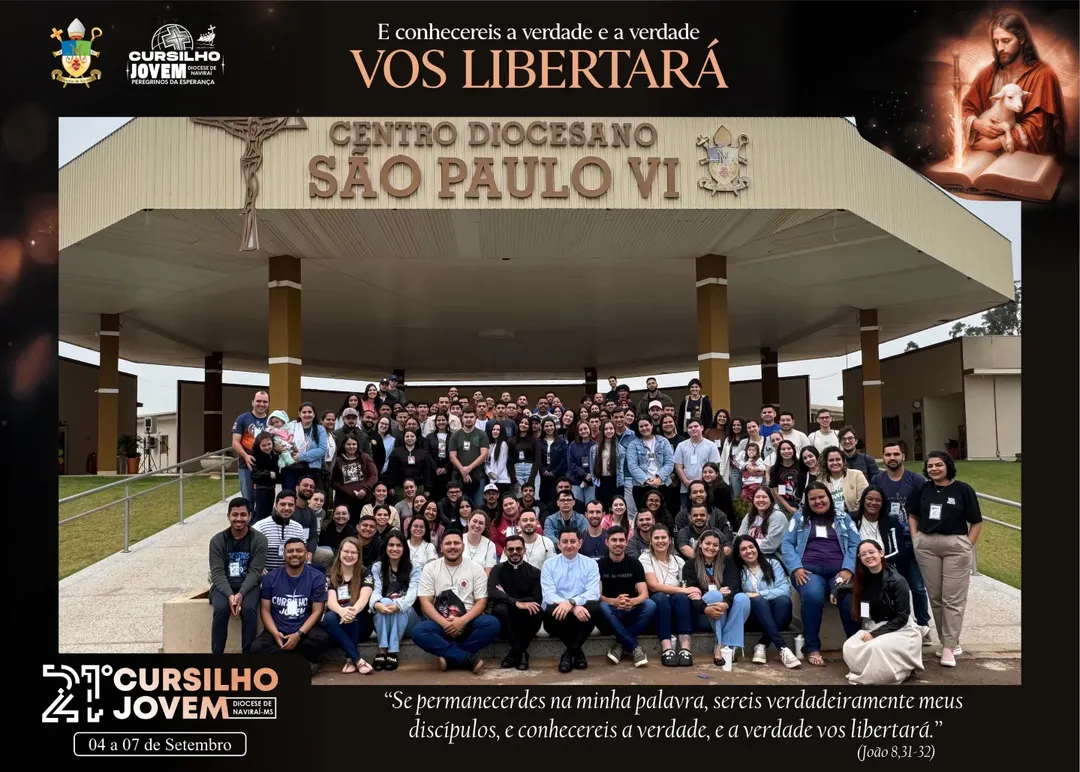 E conhecereis a verdade e a verdade
VOS LIBERTARÁ
CURSILHO
JOVEM DIOCESE DE NAVIRAÍ
PEREGRINOS DA ESPERANÇA
CENTRO DIOCESANO
SÃO PAULO VI
CURSILHO
JOVEM
21º CURSILHO
JOVEM DIOCESE DE NAVIRAÍ-MS
04 a 07 de Setembro
“Se permanecerdes na minha palavra, sereis verdadeiramente meus
discípulos, e conhecereis a verdade, e a verdade vos libertará.”
(João 8,31-32)